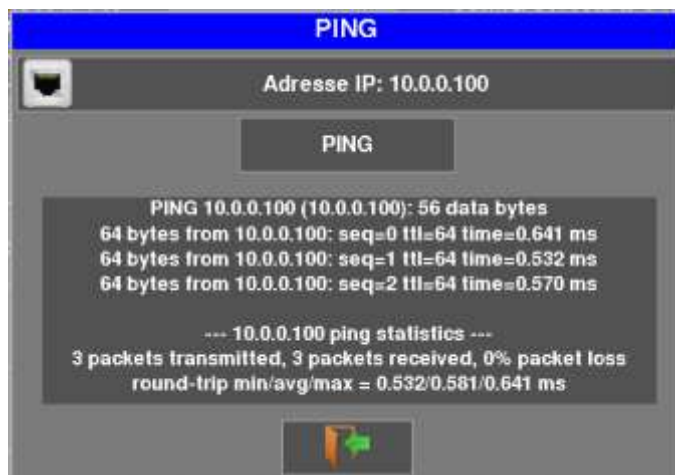 PING
Adresse IP: 10.0.0.100
PING
PING 10.0.0.100 (10.0.0.100): 56 data bytes
64 bytes from 10.0.0.100: seq=0 ttl=64 time=0.641 ms
64 bytes from 10.0.0.100: seq=1 ttl=64 time=0.532 ms
64 bytes from 10.0.0.100: seq=2 ttl=64 time=0.570 ms
--- 10.0.0.100 ping statistics ---
3 packets transmitted, 3 packets received, 0% packet loss
round-trip min/avg/max = 0.532/0.581/0.641 ms